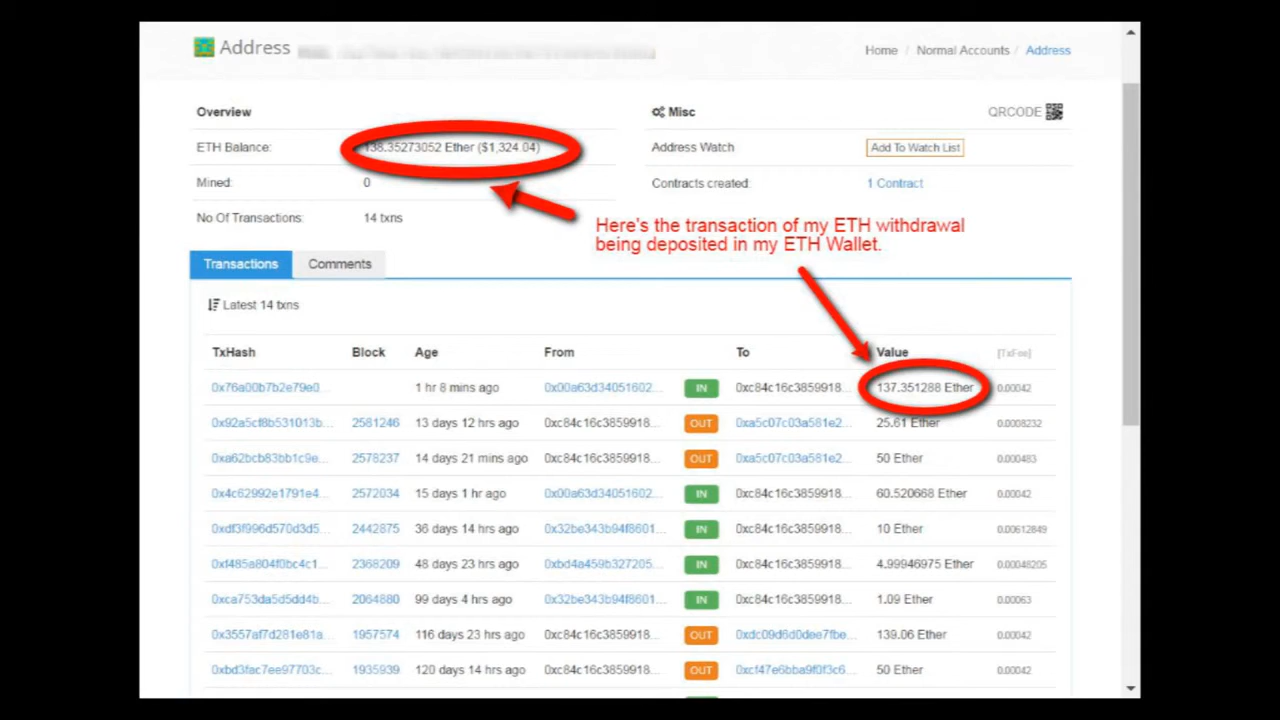 Address
Home / Normal Accounts / Address
Overview
Misc
QRCODE
ETH Balance: 138.35273052 Ether ($1,324.04)
Address Watch Add To Watch List
Mined: 0
Contracts created: 1 Contract
No Of Transactions: 14 txns
Here's the transaction of my ETH withdrawal
being deposited in my ETH Wallet.
Transactions Comments
Latest 14 txns
TxHash Block Age From To Value [TxFee]
0x76a00b7b2e79e0... 1 hr 8 mins ago 0x00a63d34051602... IN 0xc84c16c3859918... 137.351288 Ether 0.00042
0x92a5cf8b531013b... 2581246 13 days 12 hrs ago 0xc84c16c3859918... OUT 0xa5c07c03a581e2... 25.61 Ether 0.0008232
0xa62bcb83bb1c9e... 2578237 14 days 21 mins ago 0xc84c16c3859918... OUT 0xa5c07c03a581e2... 50 Ether 0.000483
0x4c62992e1791e4... 2572034 15 days 1 hr ago 0x00a63d34051602... IN 0xc84c16c3859918... 60.520668 Ether 0.00042
0xdf3f996d570d3d5... 2442875 36 days 14 hrs ago 0x32be343b94f8601... IN 0xc84c16c3859918... 10 Ether 0.00612849
0xf485a804f0bc4c1... 2368209 48 days 23 hrs ago 0xbd4a459b327205... IN 0xc84c16c3859918... 4.99946975 Ether 0.00048205
0xca753da5d5dd4b... 2064880 99 days 4 hrs ago 0x32be343b94f8601... IN 0xc84c16c3859918... 1.09 Ether 0.00063
0x3557af7d281e81a... 1957574 116 days 23 hrs ago 0xc84c16c3859918... OUT 0xdc09d6d0dee7fbe... 139.06 Ether 0.00042
0xbd3fac7ee97703c... 1935939 120 days 14 hrs ago 0xc84c16c3859918... OUT 0xcf47e6bba9f0f3c6... 50 Ether 0.00042